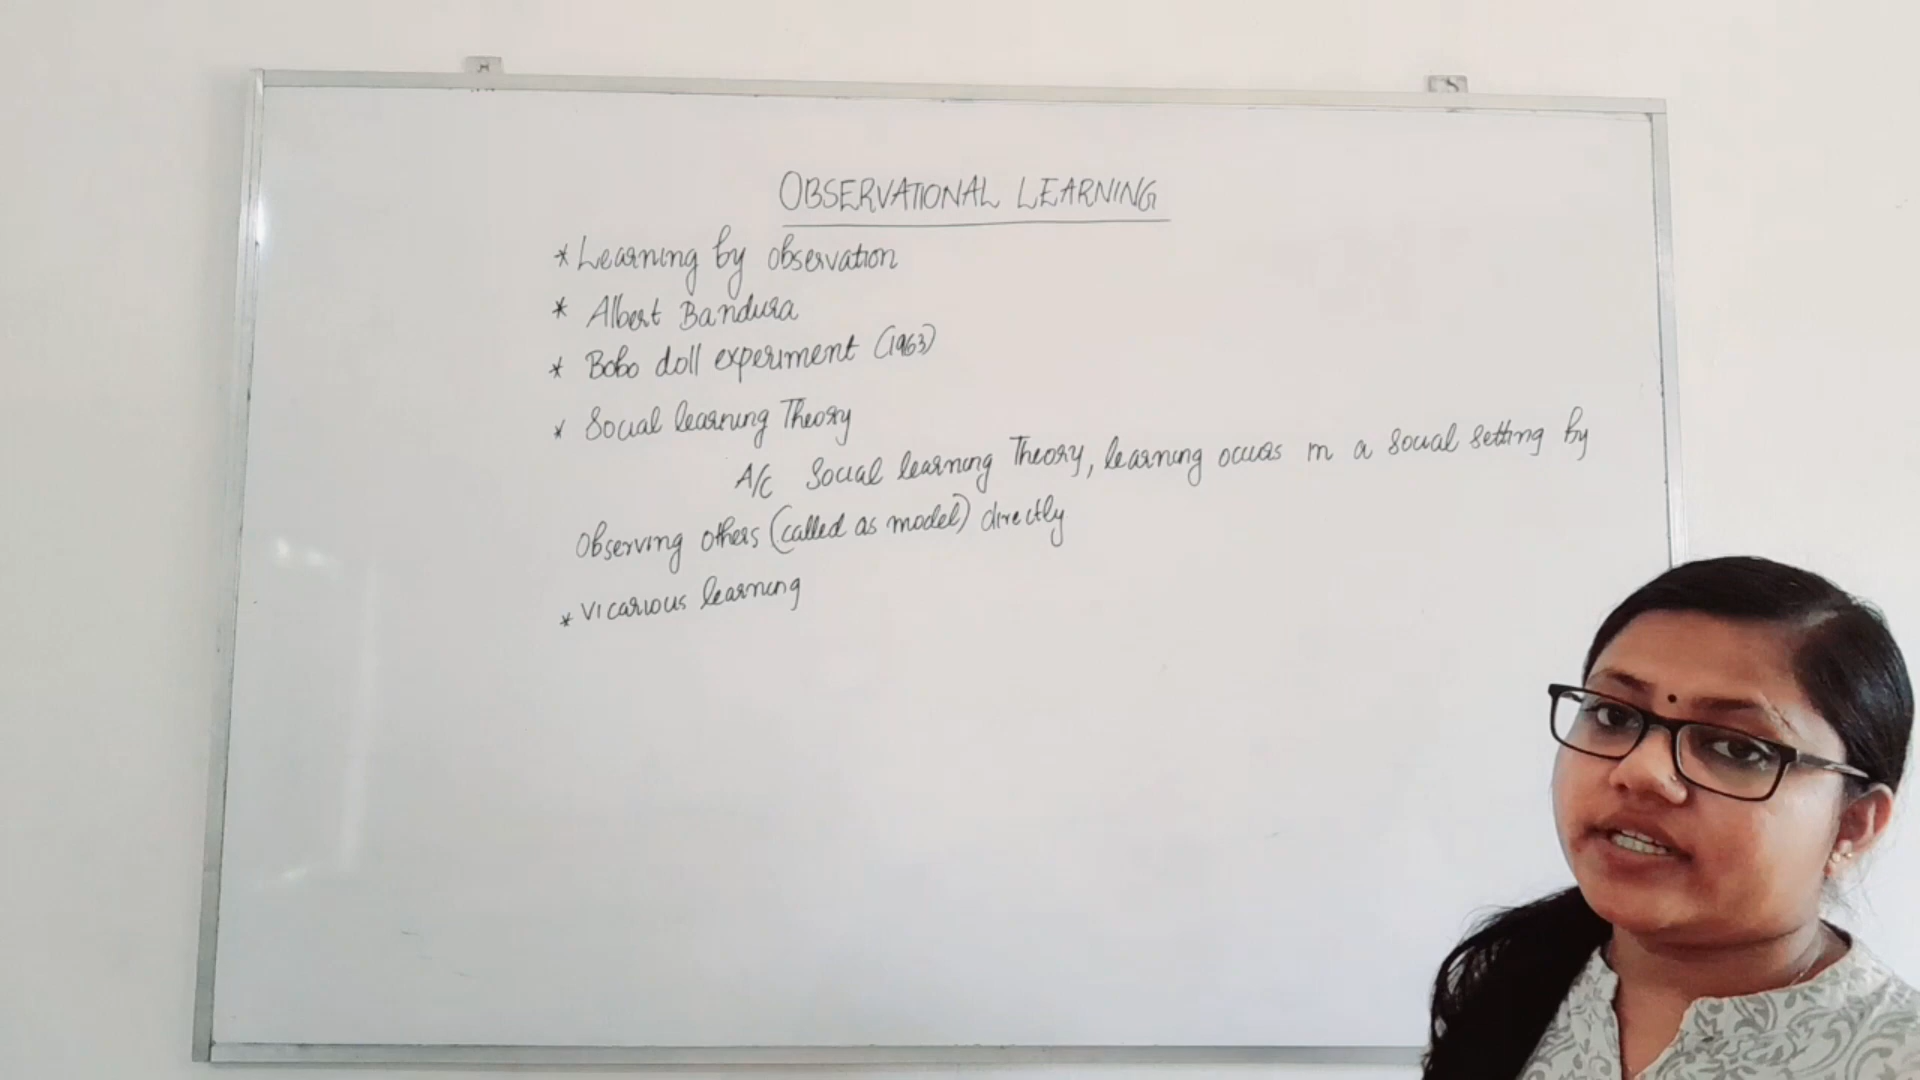 OBSERVATIONAL LEARNING
* Learning by observation
* Albert Bandura
* Bobo doll experiment (1963)
* Social learning Theory
A/C Social learning Theory, learning occurs in a social setting by
Observing others (called as model) directly
* Vicarious learning